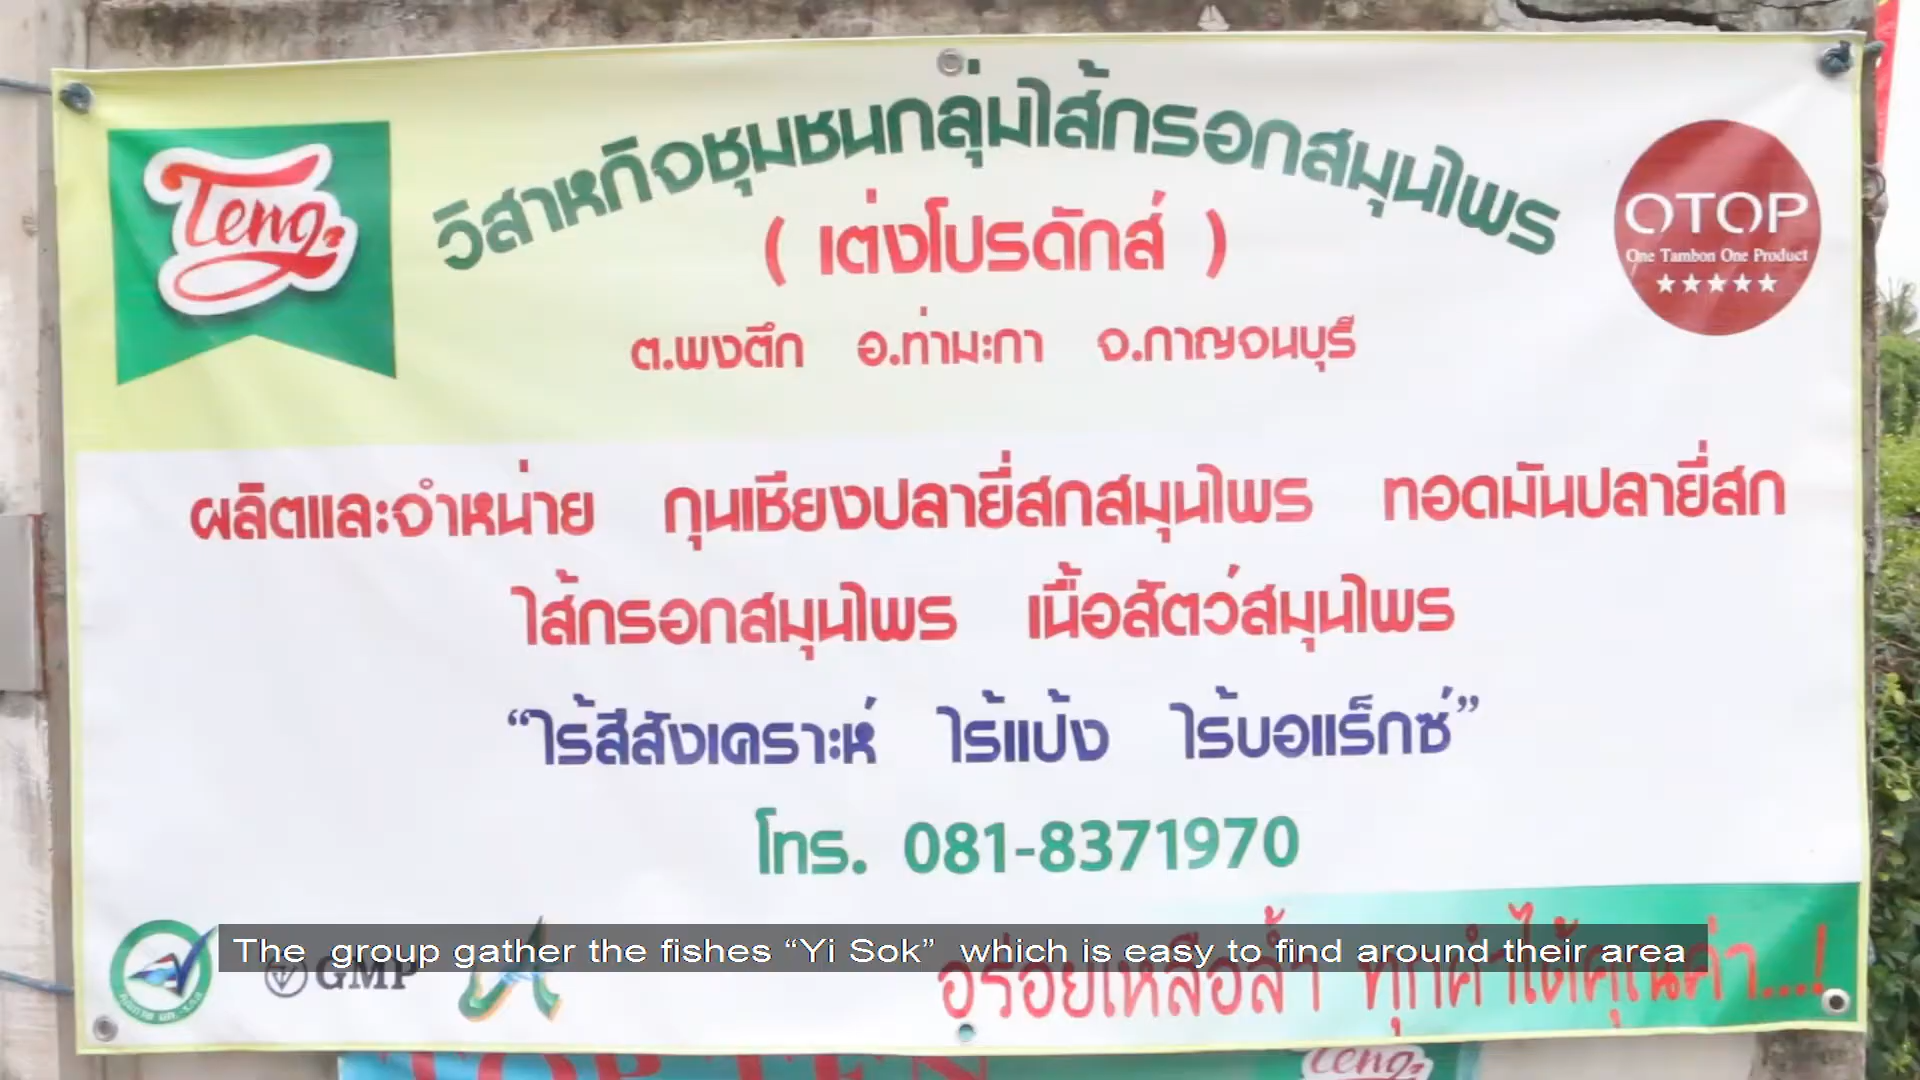 วิสาหกิจชุมชนกลุ่มไส้กรอกสมุนไพร
Teng
( เต่งโปรดักส์ )
OTOP
One Tambon One Product
ต.พงตึก อ.ท่ามะกา จ.กาญจนบุรี
ผลิตและจำหน่าย กุนเชียงปลายี่สกสมุนไพร ทอดมันปลายี่สก
ไส้กรอกสมุนไพร เนื้อสัตว์สมุนไพร
“ไร้สีสังเคราะห์ ไร้แป้ง ไร้บอแร็กซ์”
โทร. 081-8371970
The group gather the fishes “Yi Sok” which is easy to find around their area
GMP
อร่อยเหลือล้ำ ทุกคำได้คุณค่า....!
TOP TEN
Teng